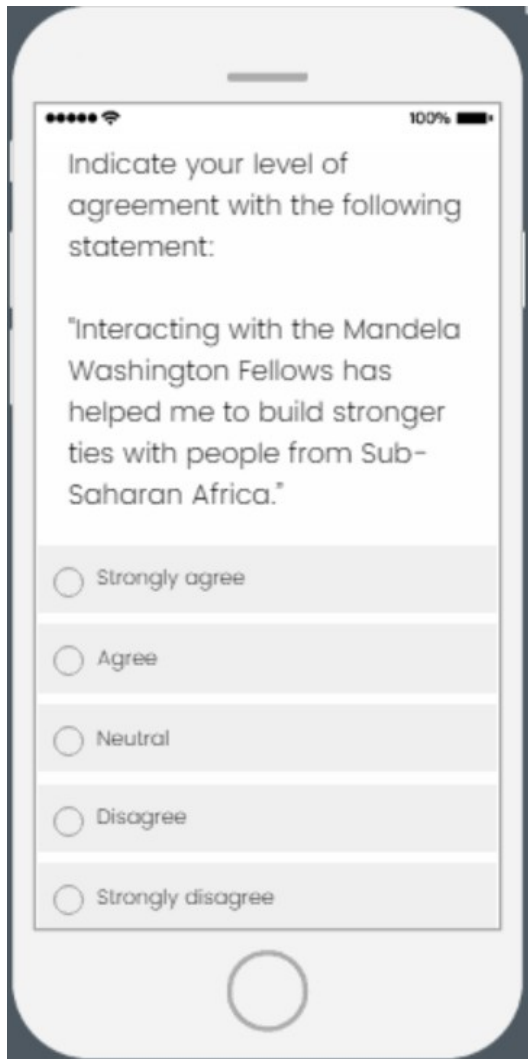 100%
Indicate your level of
agreement with the following
statement:
"Interacting with the Mandela
Washington Fellows has
helped me to build stronger
ties with people from Sub-
Saharan Africa."
Strongly agree
Agree
Neutral
Disagree
Strongly disagree